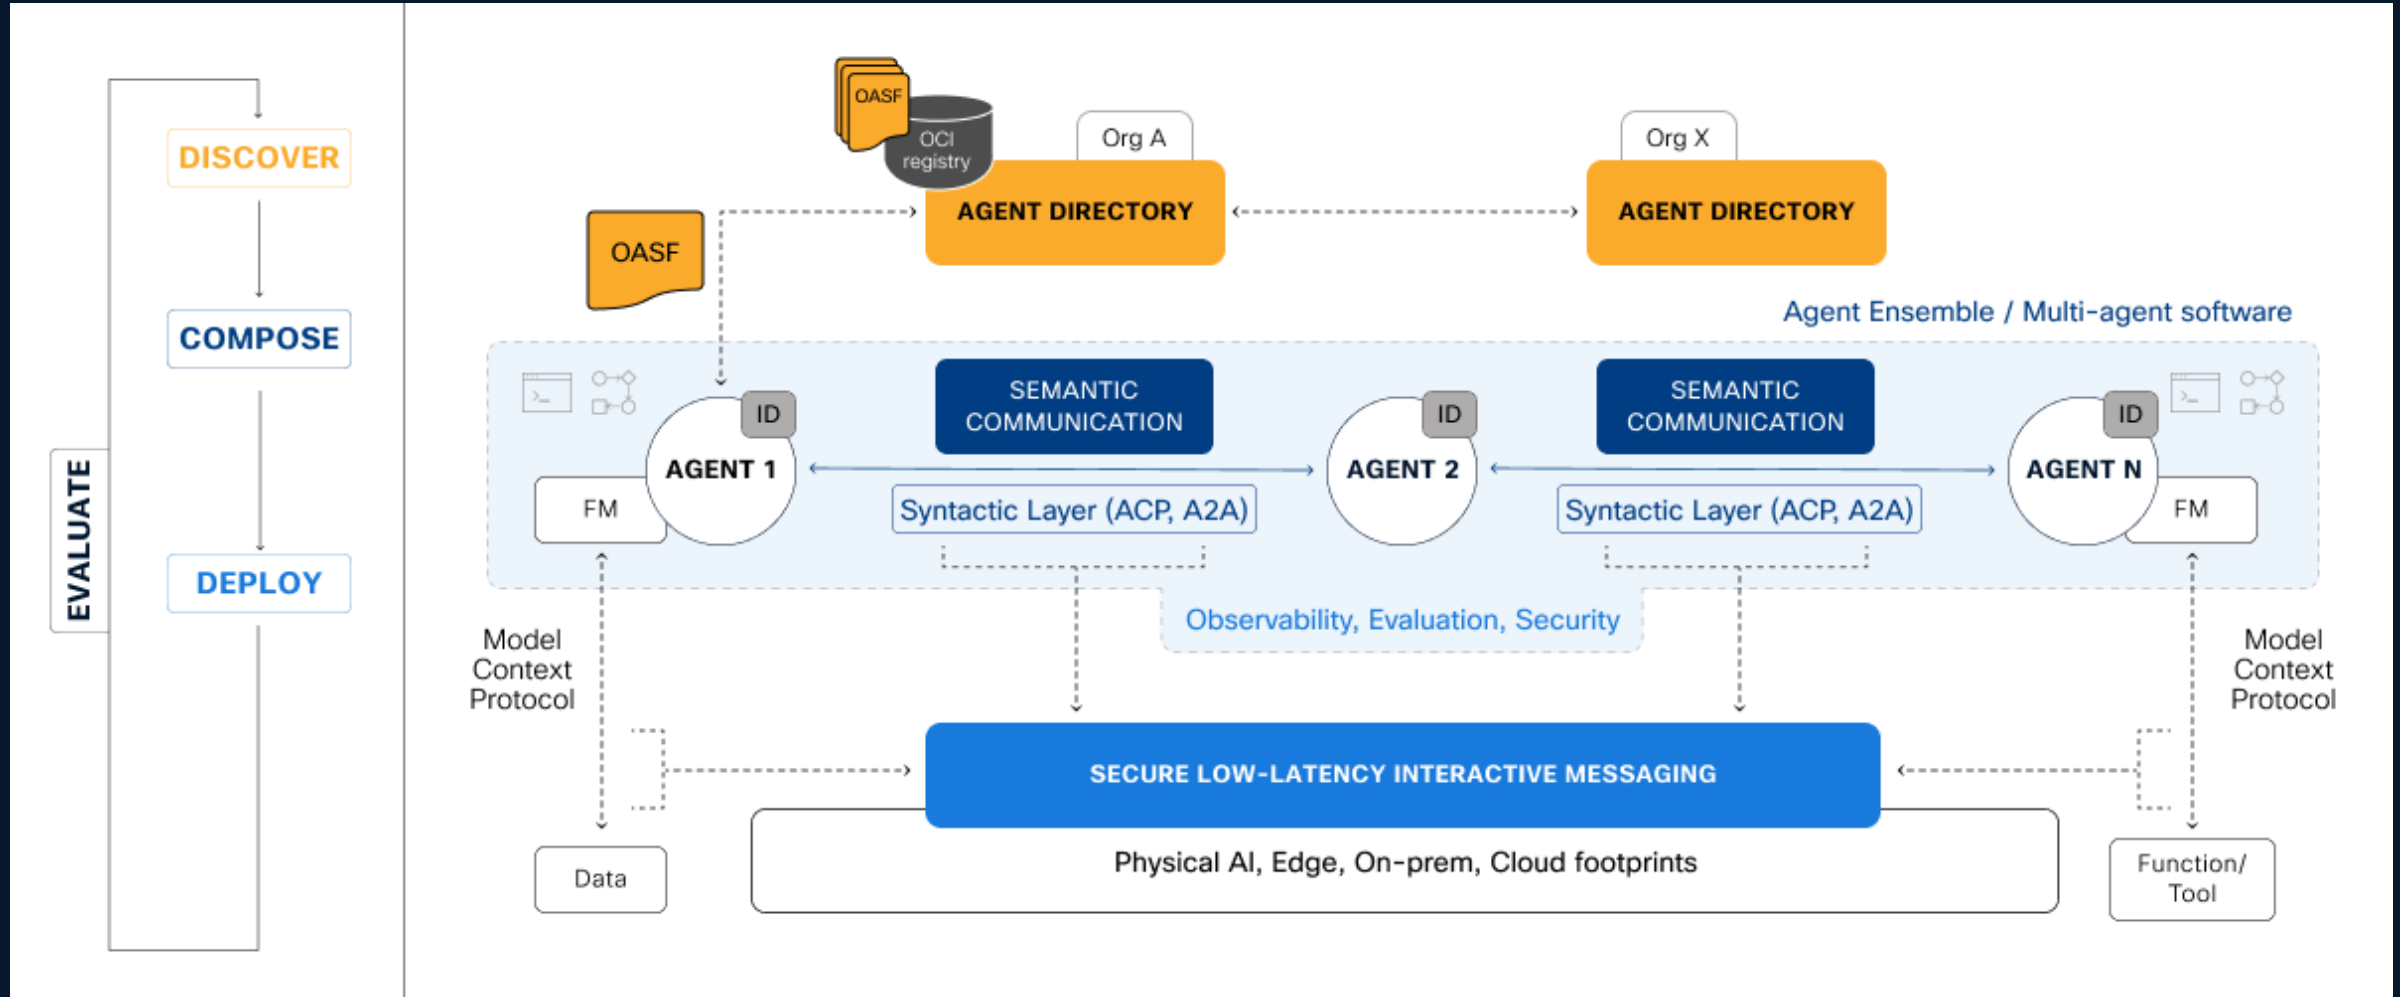 DISCOVER
COMPOSE
EVALUATE
DEPLOY
OASF
OCI
registry
Org A
Org X
AGENT DIRECTORY
AGENT DIRECTORY
OASF
Agent Ensemble / Multi-agent software
>_
SEMANTIC
COMMUNICATION
SEMANTIC
COMMUNICATION
>_
ID
ID
ID
AGENT 1
AGENT 2
AGENT N
FM
Syntactic Layer (ACP, A2A)
Syntactic Layer (ACP, A2A)
FM
Observability, Evaluation, Security
Model
Context
Protocol
Model
Context
Protocol
SECURE LOW-LATENCY INTERACTIVE MESSAGING
Physical AI, Edge, On-prem, Cloud footprints
Data
Function/
Tool